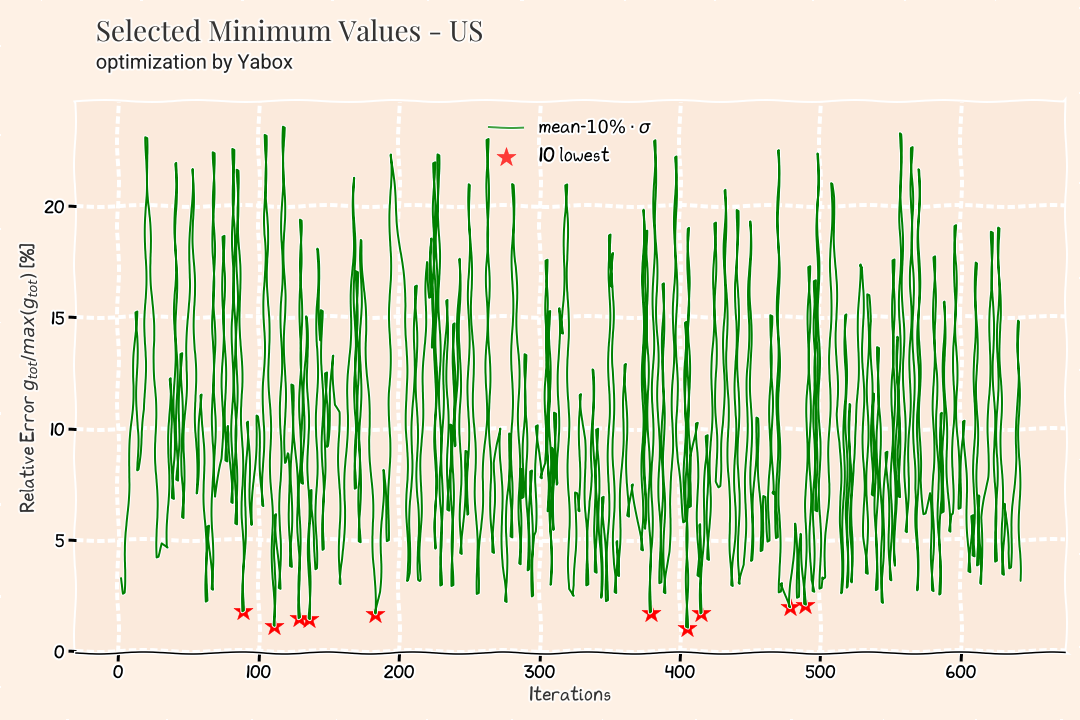 Selected Minimum Values - US
optimization by Yabox
mean-10% · σ
10 lowest
Relative Error g_tot/max(g_tot) [%]
20
15
10
5
0
0 100 200 300 400 500 600
Iterations